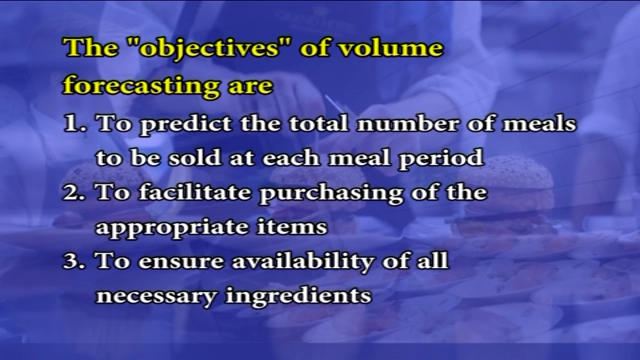 The "objectives" of volume
forecasting are
1. To predict the total number of meals
to be sold at each meal period
2. To facilitate purchasing of the
appropriate items
3. To ensure availability of all
necessary ingredients